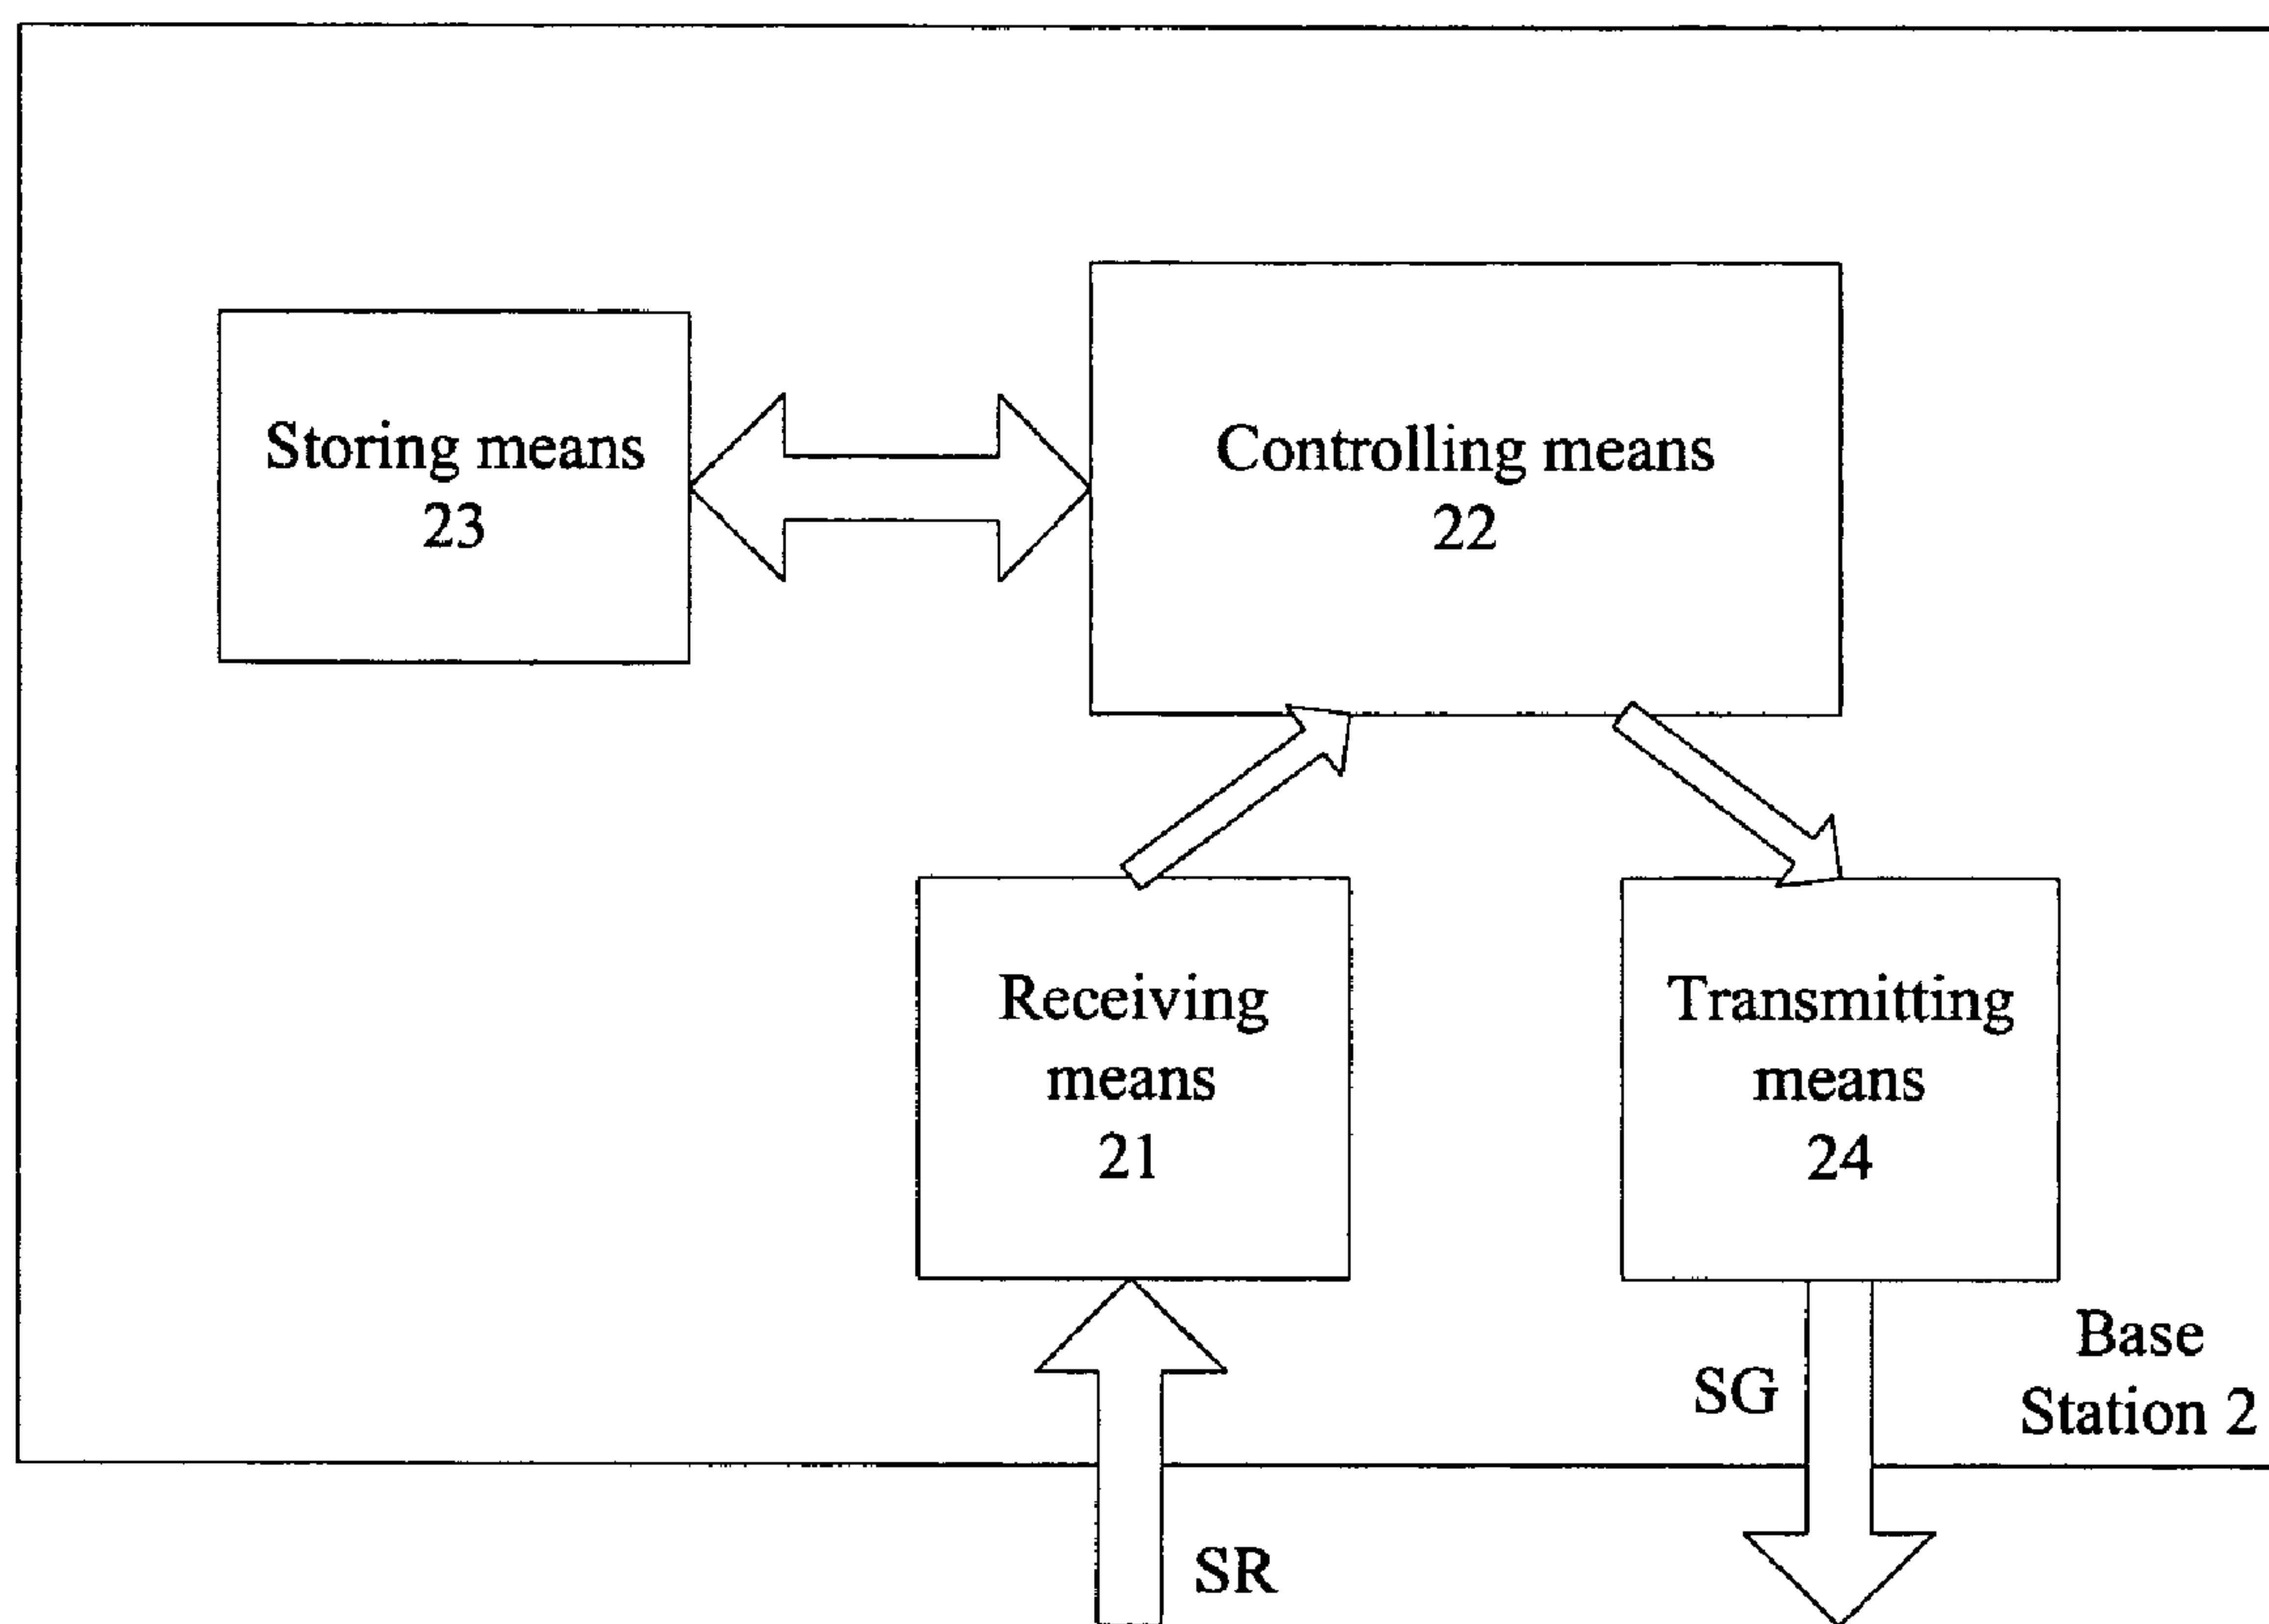 Storing means
23
Controlling means
22
Receiving
means
21
Transmitting
means
24
SG
Base
Station 2
SR